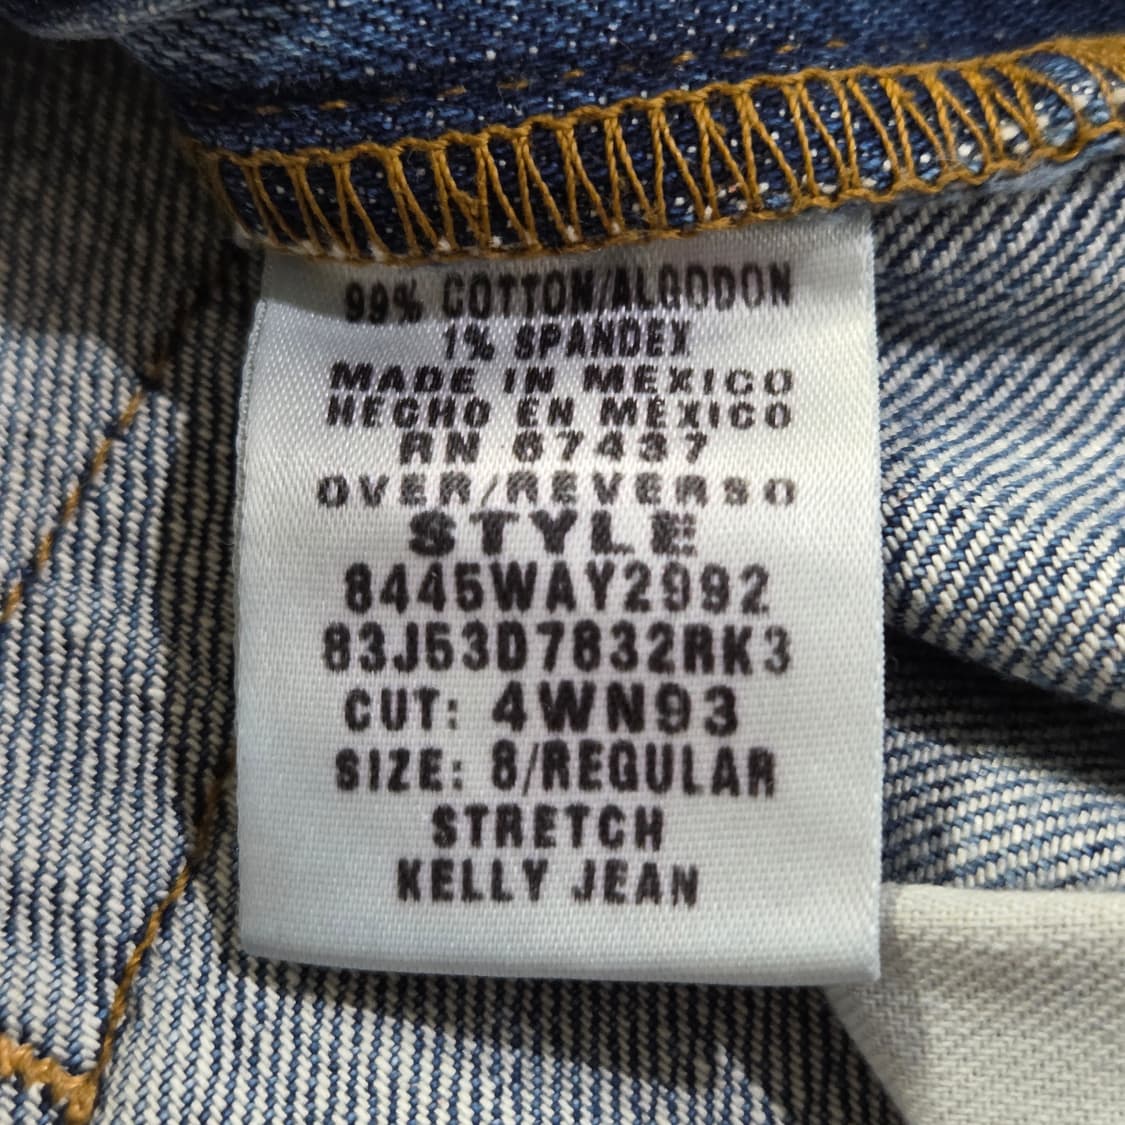 99% COTTON/ALGODON
1% SPANDEX
MADE IN MEXICO
HECHO EN MEXICO
RN 67437
OVER/REVERSO
STYLE
8445WAY2992
83J53D7832RK3
CUT: 4WN93
SIZE: 8/REGULAR
STRETCH
KELLY JEAN